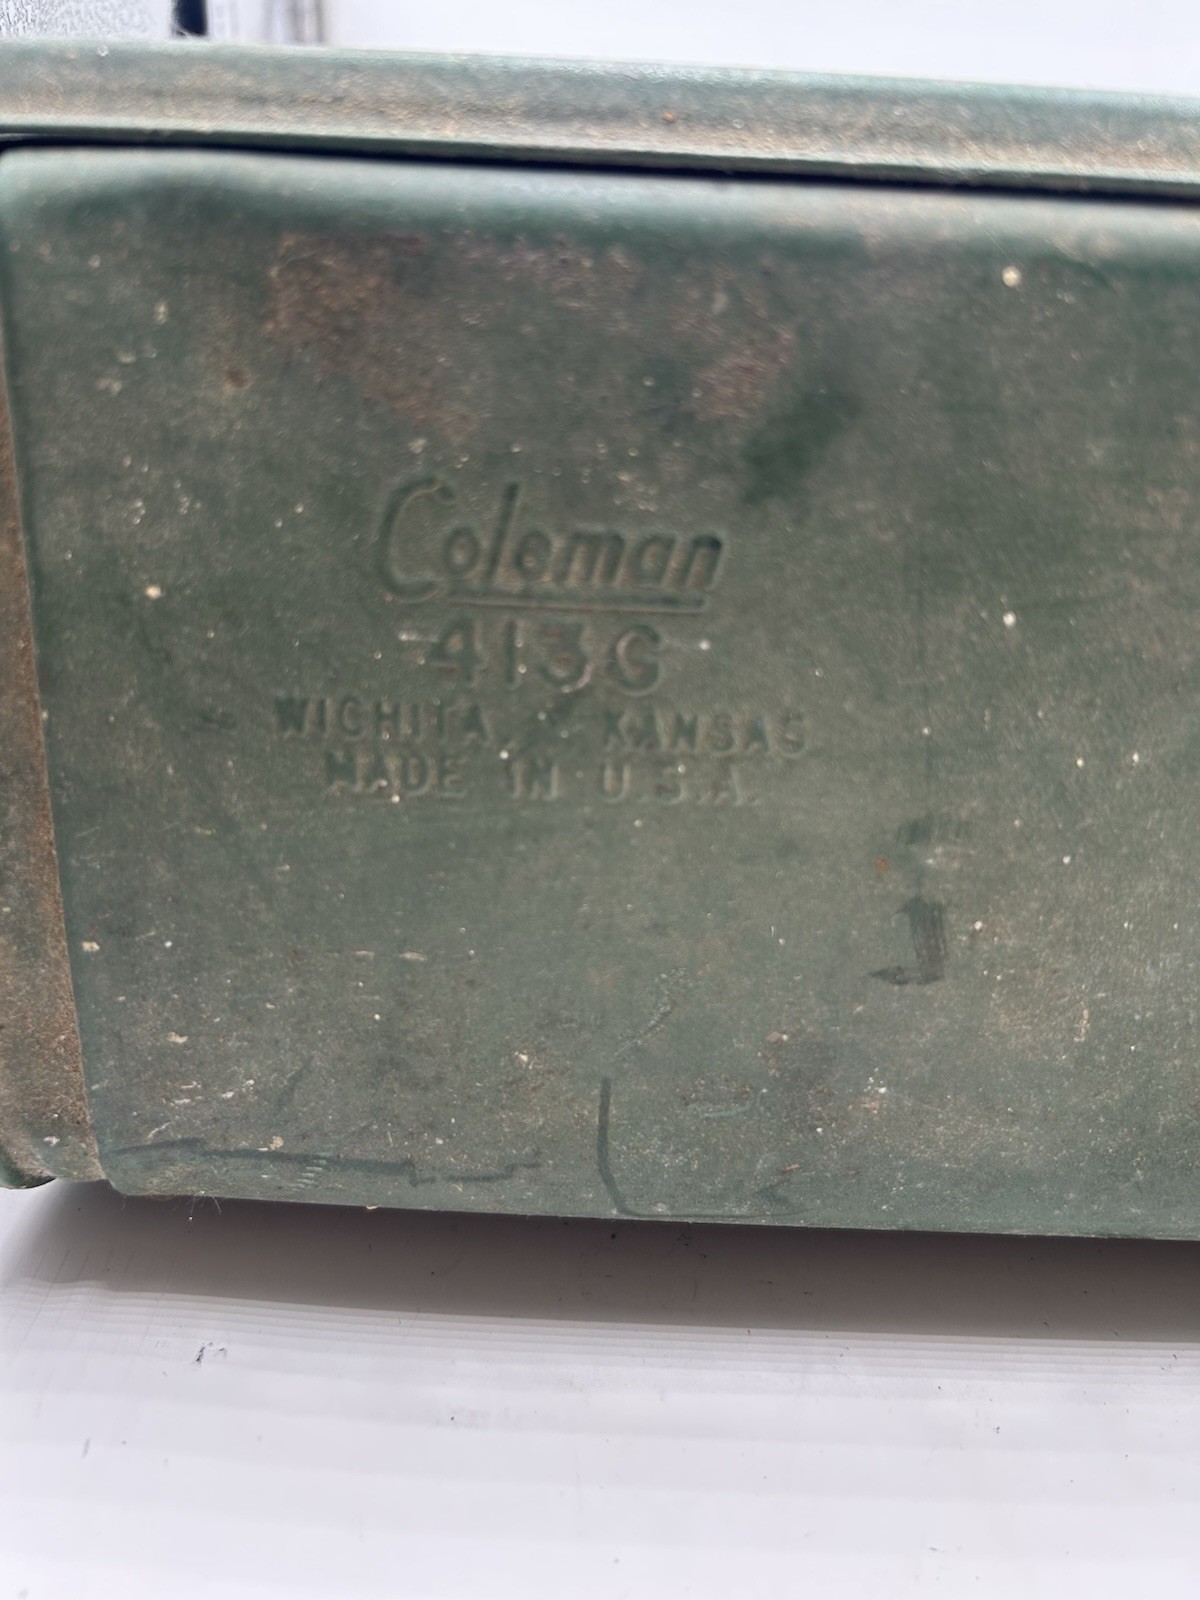 Coleman
413G
WICHITA, KANSAS
MADE IN U.S.A.